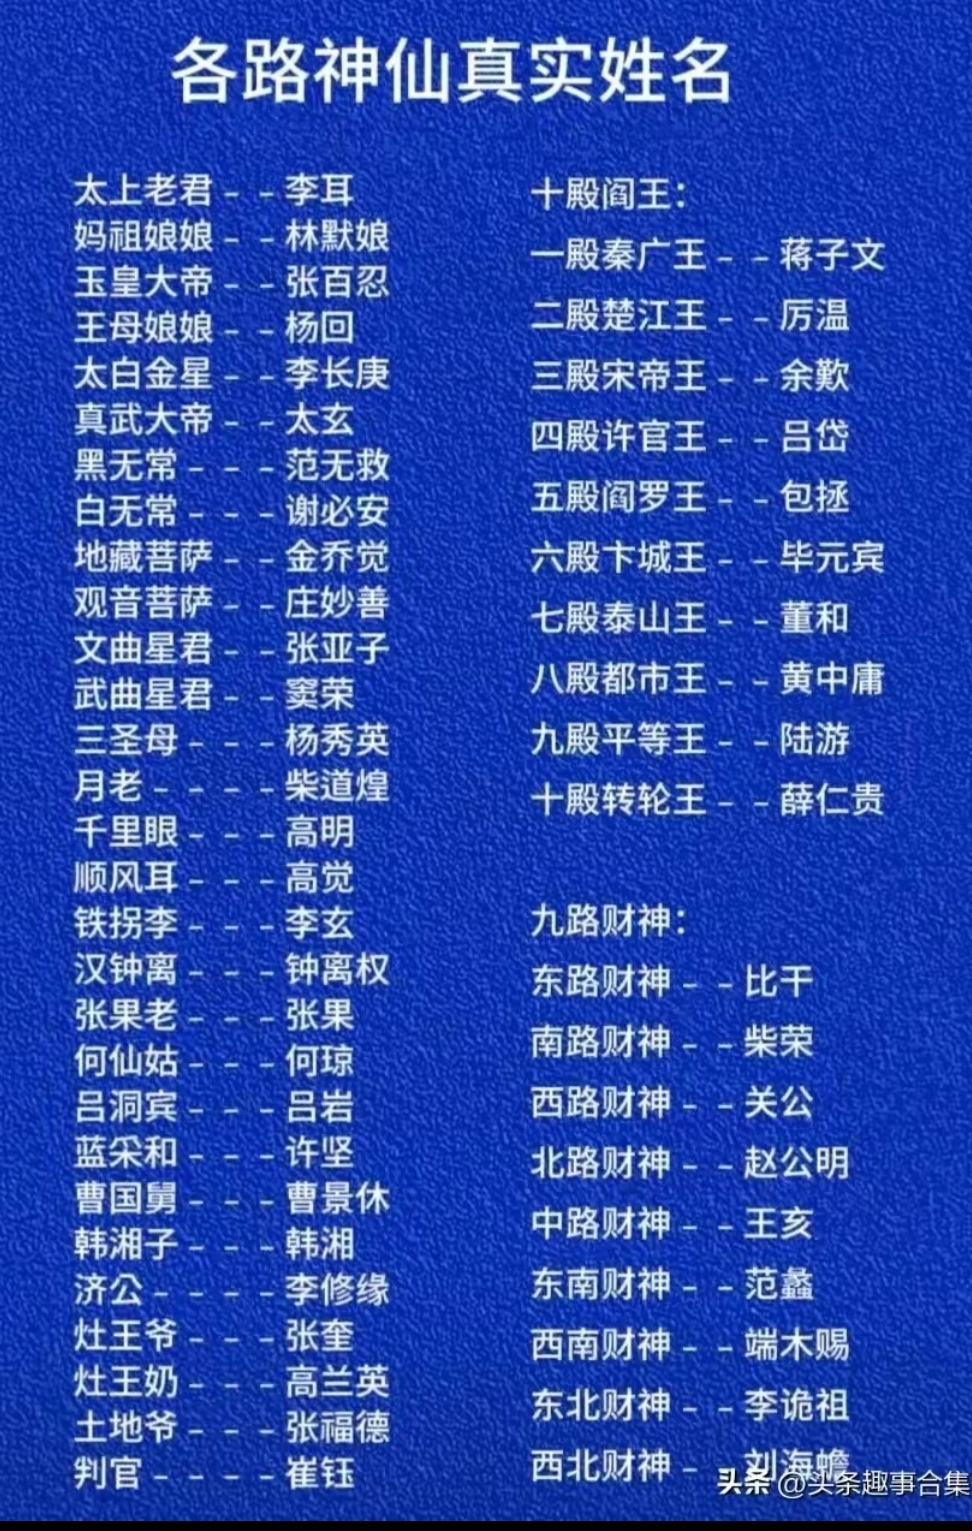 各路神仙真实姓名
太上老君--李耳
妈祖娘娘--林默娘
玉皇大帝--张百忍
王母娘娘--杨回
太白金星--李长庚
真武大帝--太玄
黑无常---范无救
白无常---谢必安
地藏菩萨--金乔觉
观音菩萨--庄妙善
文曲星君--张亚子
武曲星君--窦荣
三圣母---杨秀英
月老----柴道煌
千里眼---高明
顺风耳---高觉
铁拐李---李玄
汉钟离---钟离权
张果老---张果
何仙姑---何琼
吕洞宾---吕岩
蓝采和---许坚
曹国舅---曹景休
韩湘子---韩湘
济公----李修缘
灶王爷---张奎
灶王奶---高兰英
土地爷---张福德
判官----崔钰
十殿阎王：
一殿秦广王--蒋子文
二殿楚江王--厉温
三殿宋帝王--余歎
四殿许官王--吕岱
五殿阎罗王--包拯
六殿卞城王--毕元宾
七殿泰山王--董和
八殿都市王--黄中庸
九殿平等王--陆游
十殿转轮王--薛仁贵
九路财神：
东路财神--比干
南路财神--柴荣
西路财神--关公
北路财神--赵公明
中路财神--王亥
东南财神--范蠡
西南财神--端木赐
东北财神--李诡祖
西北财神--刘海蟾
头条 @头条趣事合集